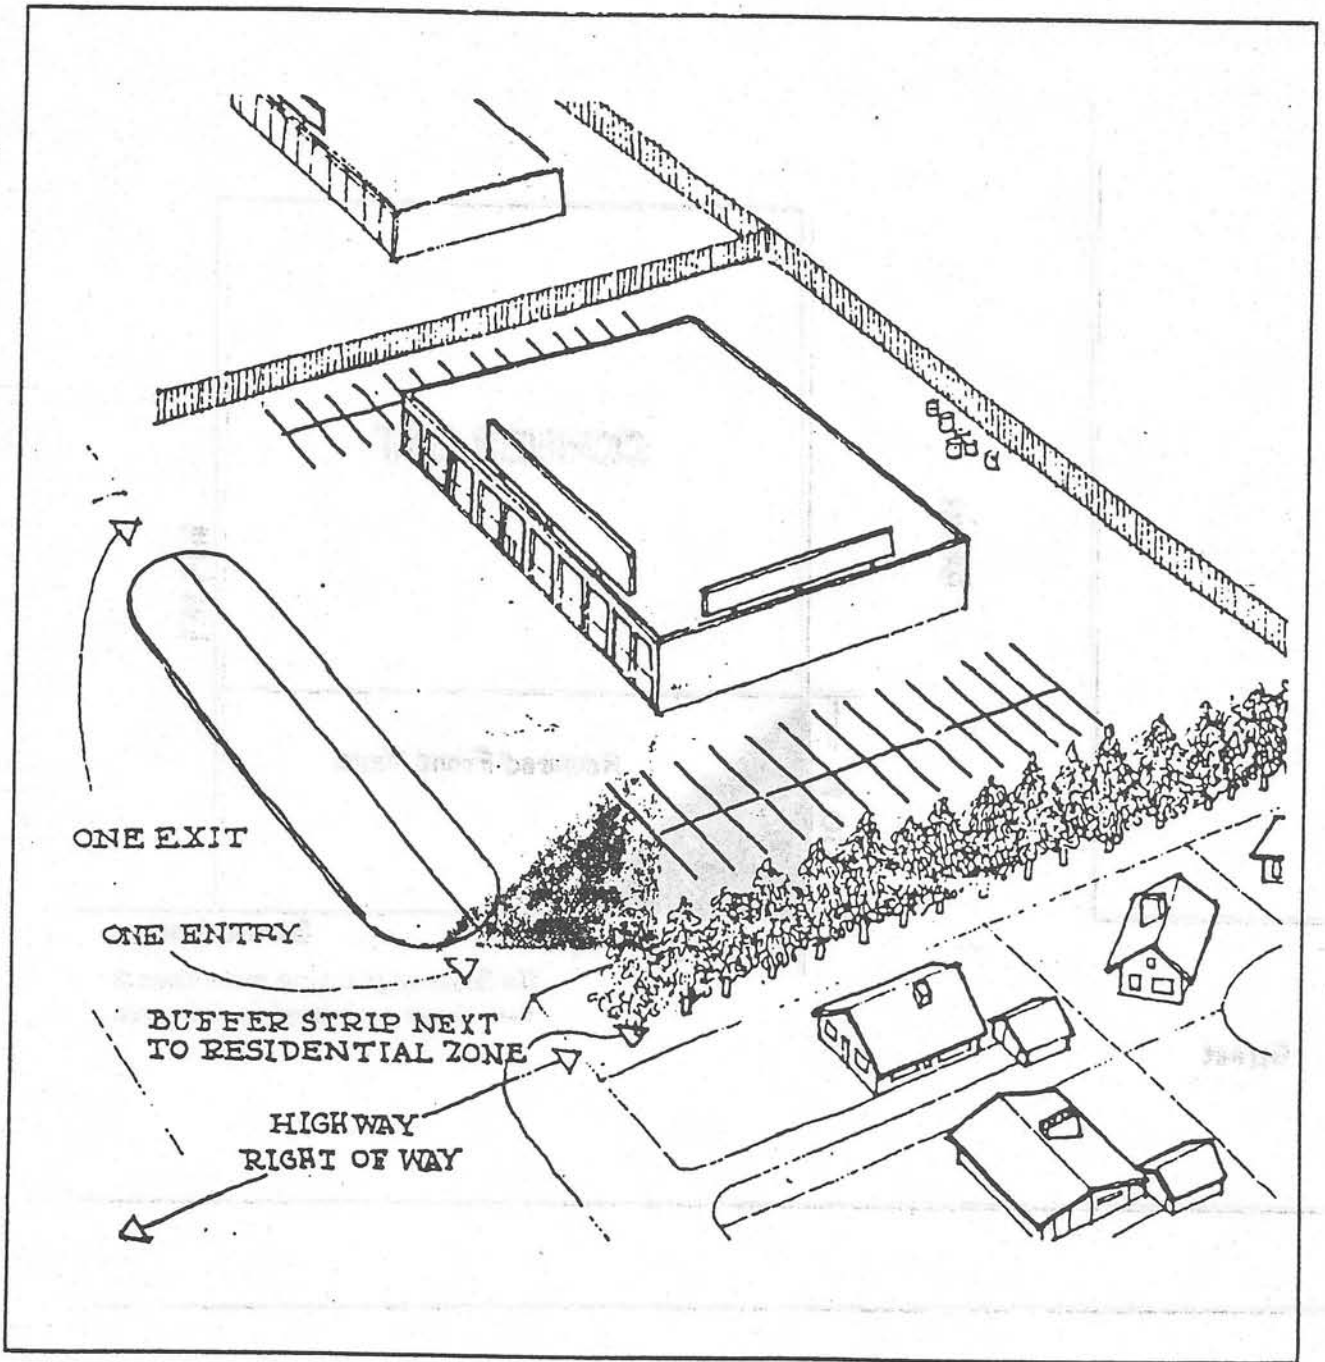 ONE EXIT
ONE ENTRY
BUFFER STRIP NEXT
TO RESIDENTIAL ZONE
HIGHWAY
RIGHT OF WAY